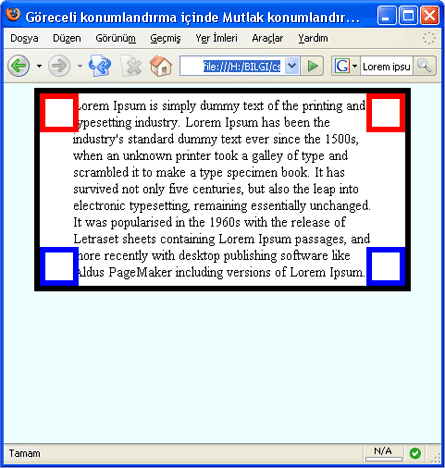 Göreceli konumlandırma içinde Mutlak konumlandır...
Dosya Düzen Görünüm Geçmiş Yer İmleri Araçlar Yardım
file:///H:/BILGI/cs
G Lorem ipsu
Lorem Ipsum is simply dummy text of the printing and
typesetting industry. Lorem Ipsum has been the
industry's standard dummy text ever since the 1500s,
when an unknown printer took a galley of type and
scrambled it to make a type specimen book. It has
survived not only five centuries, but also the leap into
electronic typesetting, remaining essentially unchanged.
It was popularised in the 1960s with the release of
Letraset sheets containing Lorem Ipsum passages, and
more recently with desktop publishing software like
Aldus PageMaker including versions of Lorem Ipsum.
Tamam N/A